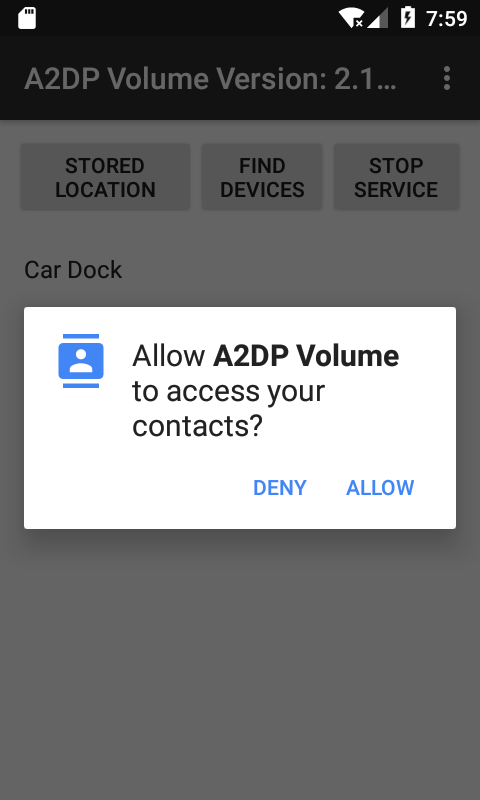 7:59
A2DP Volume Version: 2.1...
STORED
LOCATION
FIND
DEVICES
STOP
SERVICE
Car Dock
Allow A2DP Volume
to access your
contacts?
DENY
ALLOW